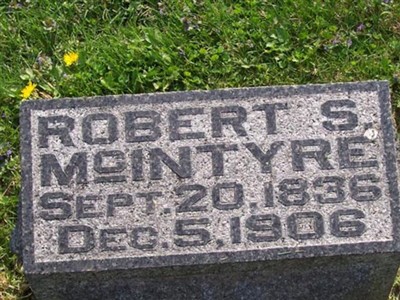 ROBERT S.
McINTYRE
SEPT. 20. 1836
DEC. 5. 1906